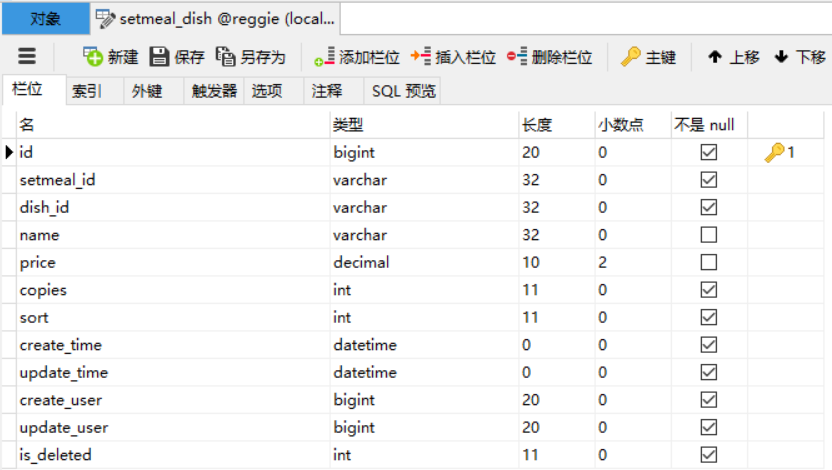 对象 setmeal_dish @reggie (local...
新建 保存 另存为 添加栏位 插入栏位 删除栏位 主键 上移 下移
栏位 索引 外键 触发器 选项 注释 SQL 预览
名 类型 长度 小数点 不是 null
id bigint 20 0 1
setmeal_id varchar 32 0
dish_id varchar 32 0
name varchar 32 0
price decimal 10 2
copies int 11 0
sort int 11 0
create_time datetime 0 0
update_time datetime 0 0
create_user bigint 20 0
update_user bigint 20 0
is_deleted int 11 0